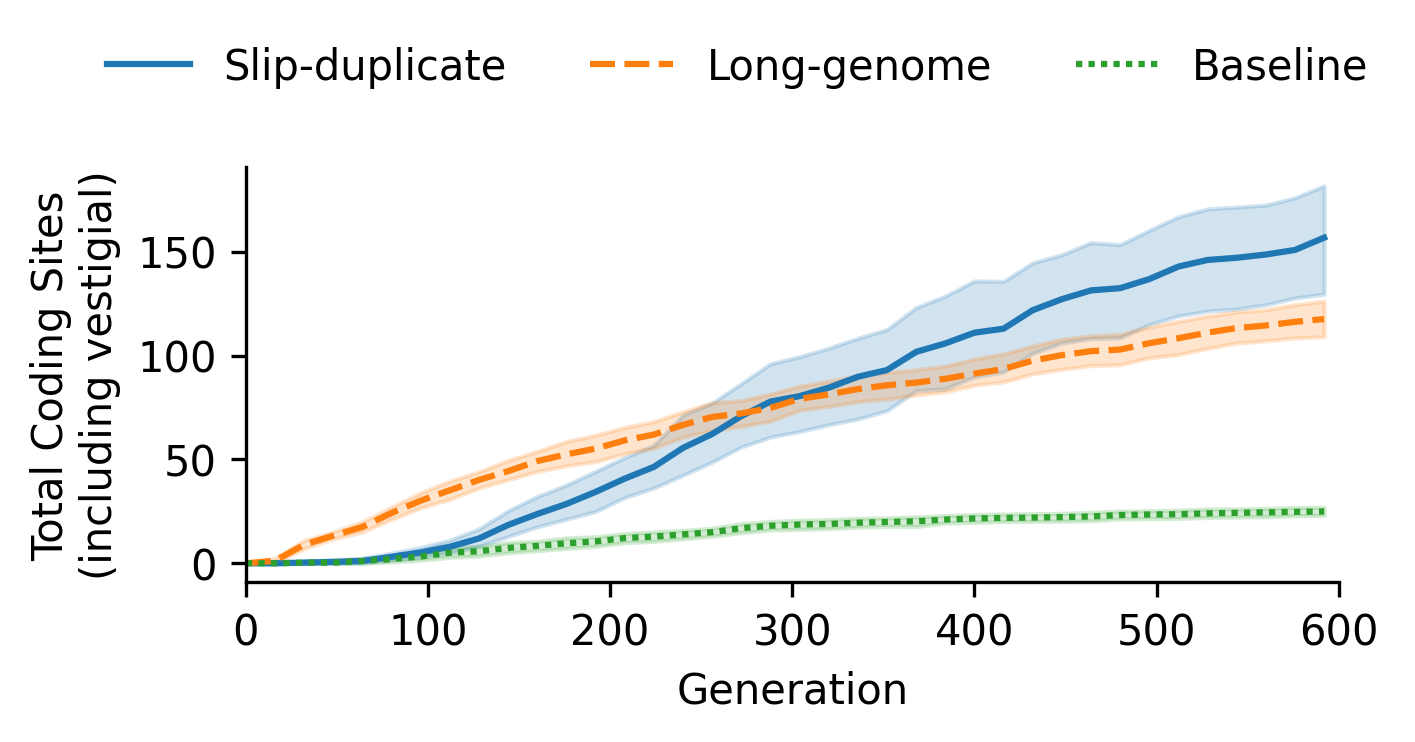 Slip-duplicate
Long-genome
Baseline
Total Coding Sites
(including vestigial)
150
100
50
0
0
100
200
300
400
500
600
Generation